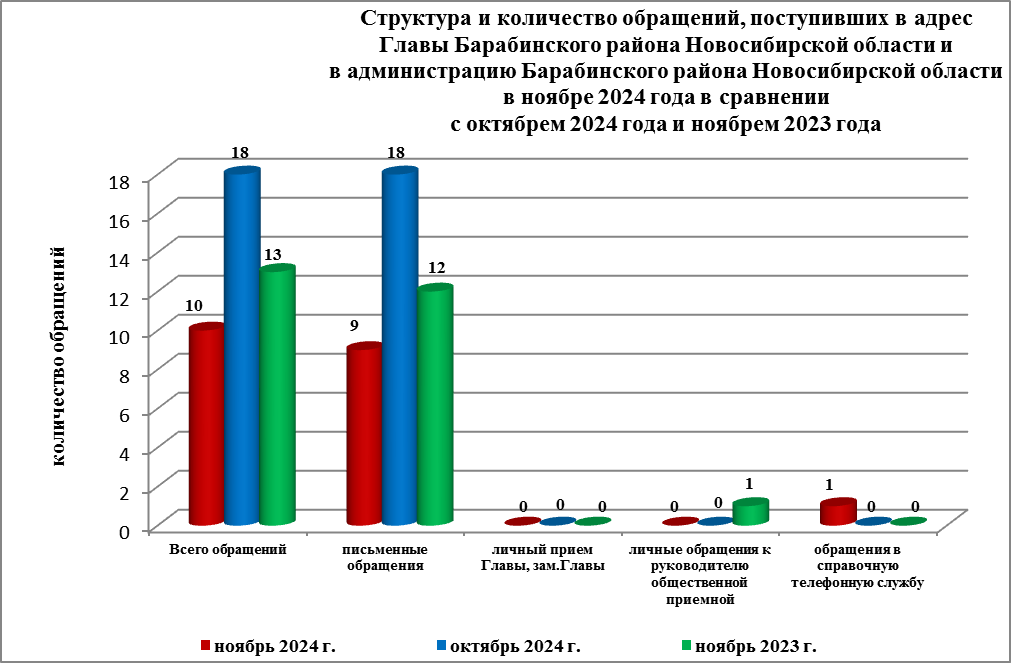 Структура и количество обращений, поступивших в адрес
Главы Барабинского района Новосибирской области и
в администрацию Барабинского района Новосибирской области
в ноябре 2024 года в сравнении
с октябрем 2024 года и ноябрем 2023 года
количество обращений
18
16
14
12
10
8
6
4
2
0
10
18
13
9
18
12
0
0
0
0
0
1
1
0
0
Всего обращений
письменные
обращения
личный прием
Главы, зам.Главы
личные обращения к
руководителю
общественной
приемной
обращения в
справочную
телефонную службу
ноябрь 2024 г.
октябрь 2024 г.
ноябрь 2023 г.